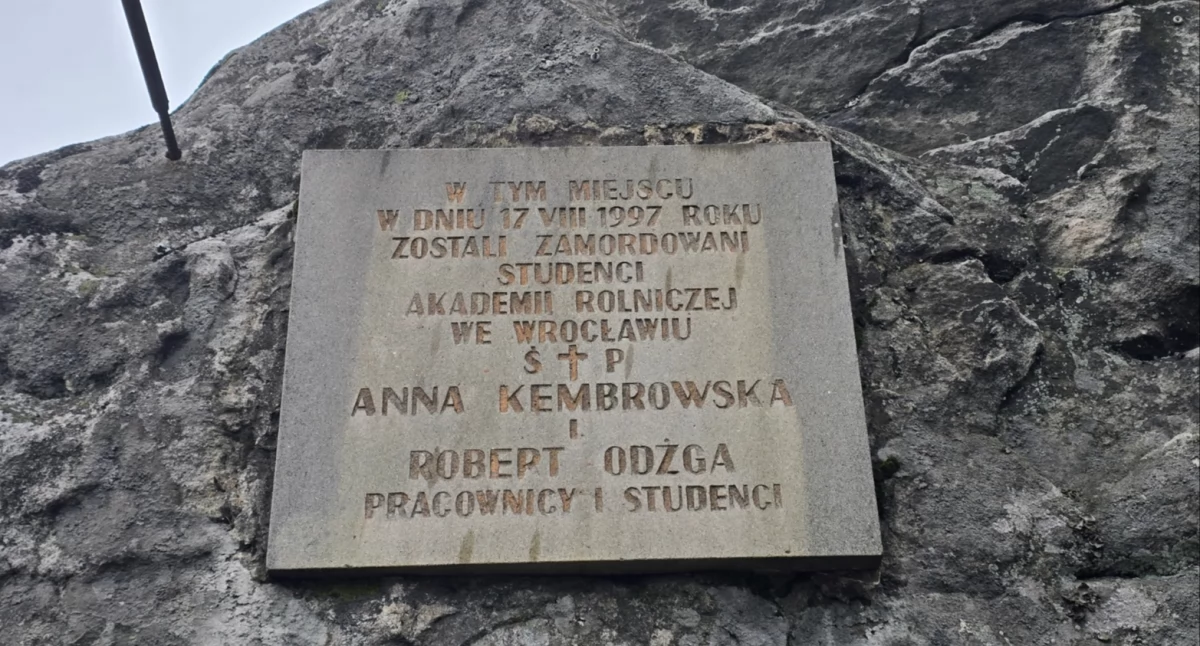 W TYM MIEJSCU
W DNIU 17 VIII 1997 ROKU
ZOSTALI ZAMORDOWANI
STUDENCI
AKADEMII ROLNICZEJ
WE WROCŁAWIU
Ś † P
ANNA KEMBROWSKA
I
ROBERT ODŻGA
PRACOWNICY I STUDENCI